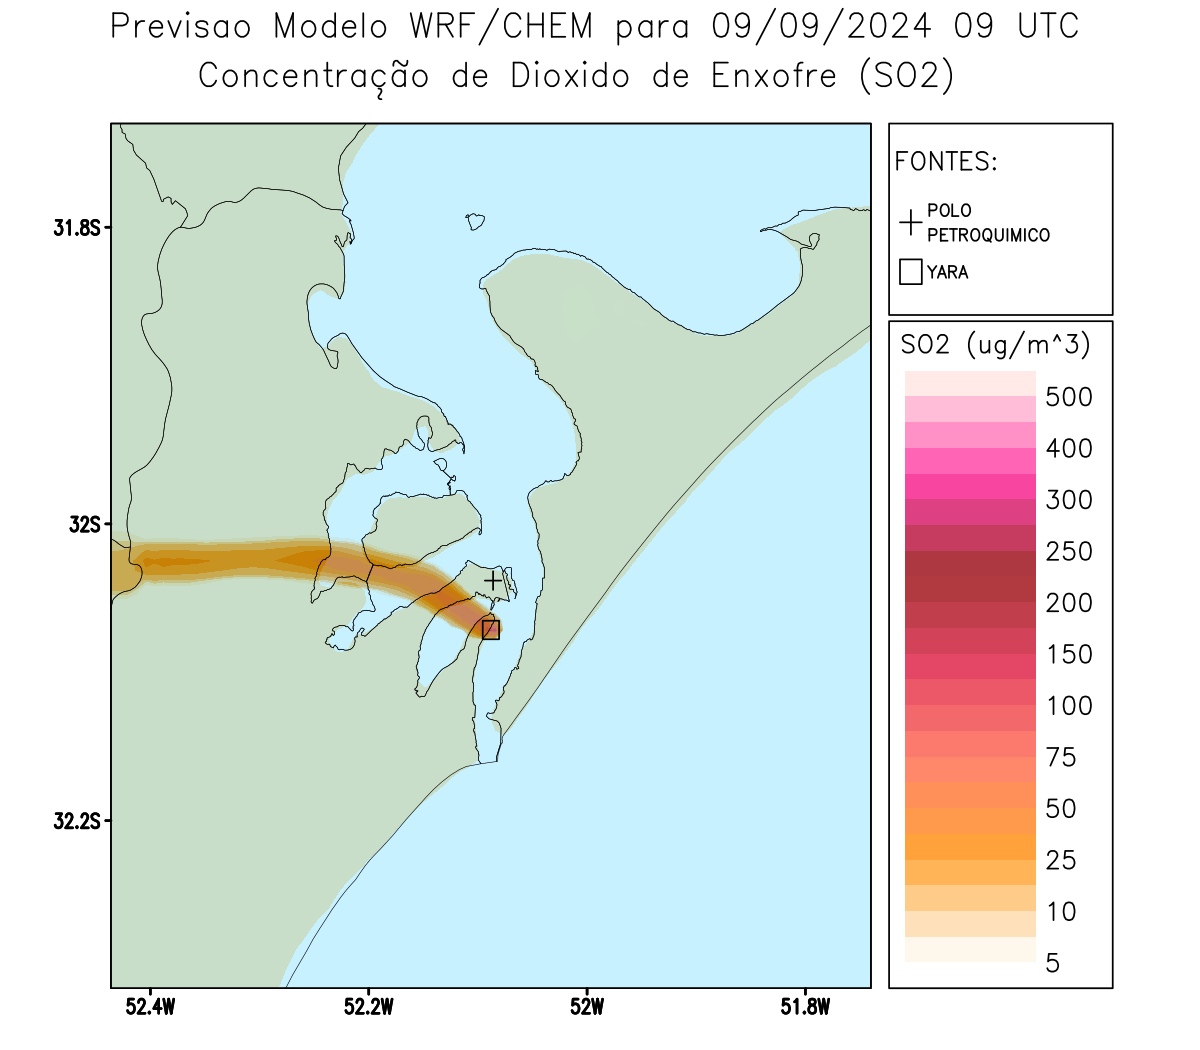 Previsao Modelo WRF/CHEM para 09/09/2024 09 UTC
Concentração de Dioxido de Enxofre (SO2)
FONTES:
POLO
PETROQUIMICO
YARA
SO2 (ug/m^3)
500
400
300
250
200
150
100
75
50
25
10
5
31.8S
32S
32.2S
52.4W
52.2W
52W
51.8W